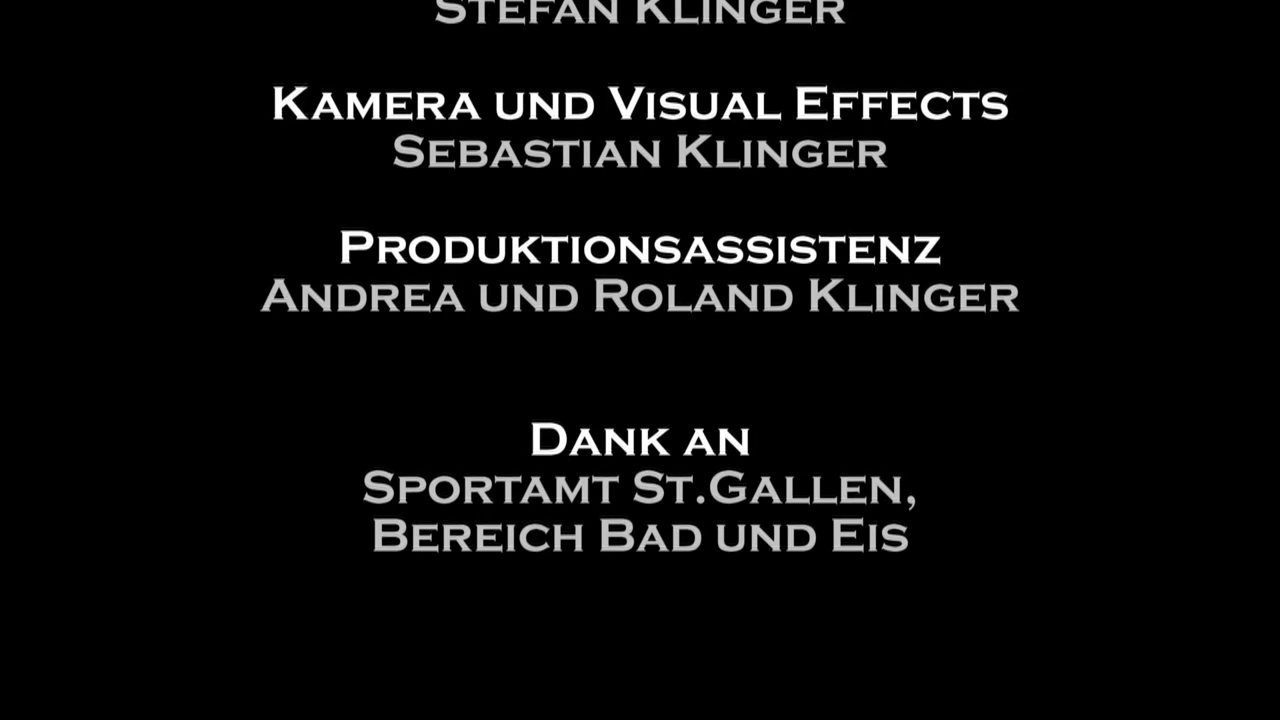 STEFAN KLINGER
KAMERA UND VISUAL EFFECTS
SEBASTIAN KLINGER
PRODUKTIONSASSISTENZ
ANDREA UND ROLAND KLINGER
DANK AN
SPORTAMT ST.GALLEN,
BEREICH BAD UND EIS